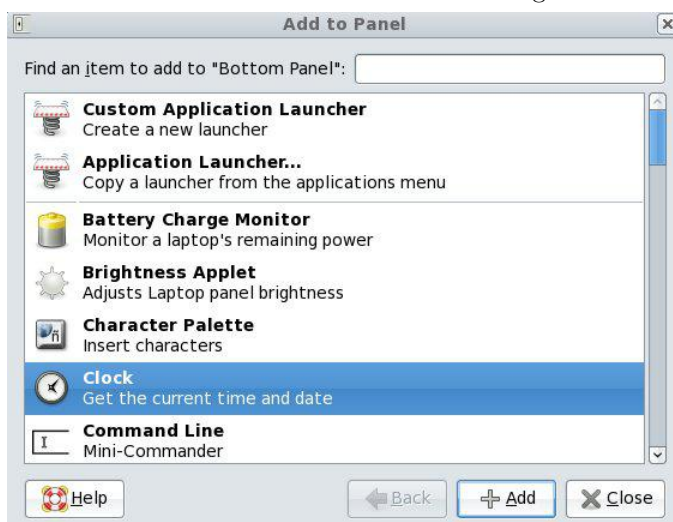 Add to Panel
Find an item to add to "Bottom Panel":
Custom Application Launcher
Create a new launcher
Application Launcher...
Copy a launcher from the applications menu
Battery Charge Monitor
Monitor a laptop's remaining power
Brightness Applet
Adjusts Laptop panel brightness
Character Palette
Insert characters
Clock
Get the current time and date
Command Line
Mini-Commander
Help Back Add Close